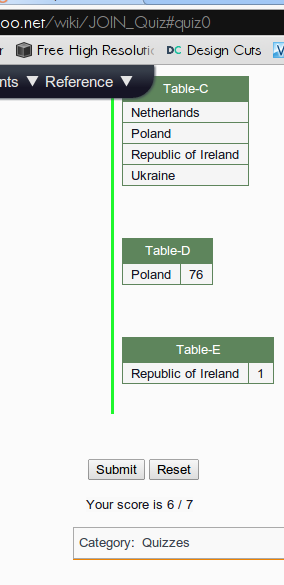 oo.net/wiki/JOIN_Quiz#quiz0
r Free High Resolutic DC Design Cuts
nts ▼ Reference ▼
Table-C
Netherlands
Poland
Republic of Ireland
Ukraine
Table-D
Poland 76
Table-E
Republic of Ireland 1
Submit Reset
Your score is 6 / 7
Category: Quizzes